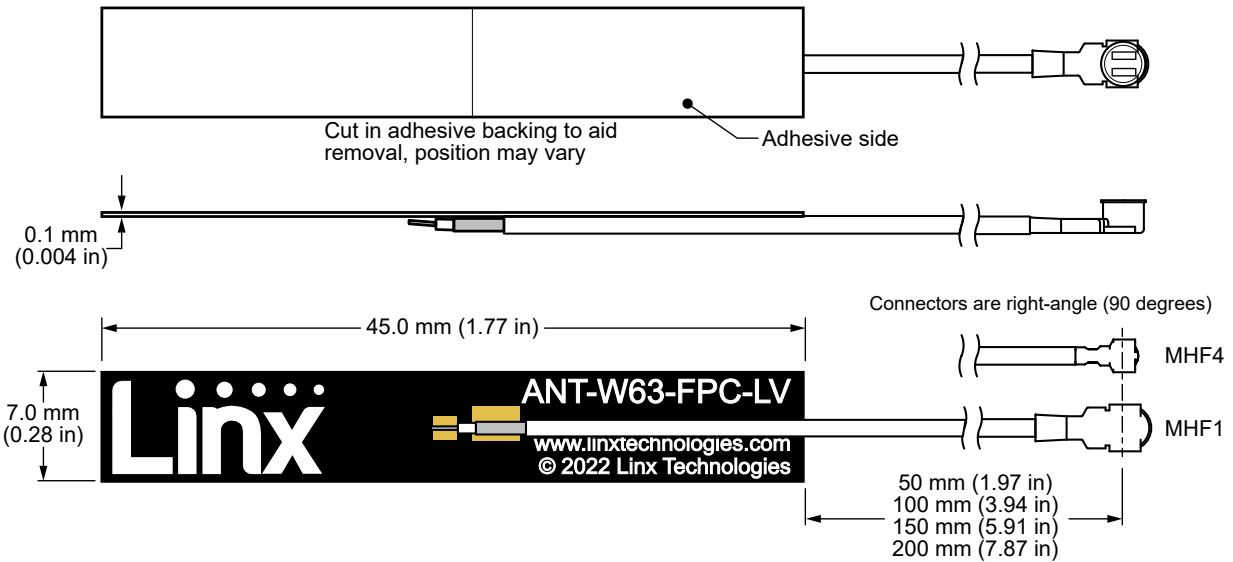 Cut in adhesive backing to aid
removal, position may vary
Adhesive side
0.1 mm
(0.004 in)
Connectors are right-angle (90 degrees)
45.0 mm (1.77 in)
MHF4
7.0 mm
(0.28 in)
Linx
ANT-W63-FPC-LV
www.linxtechnologies.com
© 2022 Linx Technologies
MHF1
50 mm (1.97 in)
100 mm (3.94 in)
150 mm (5.91 in)
200 mm (7.87 in)